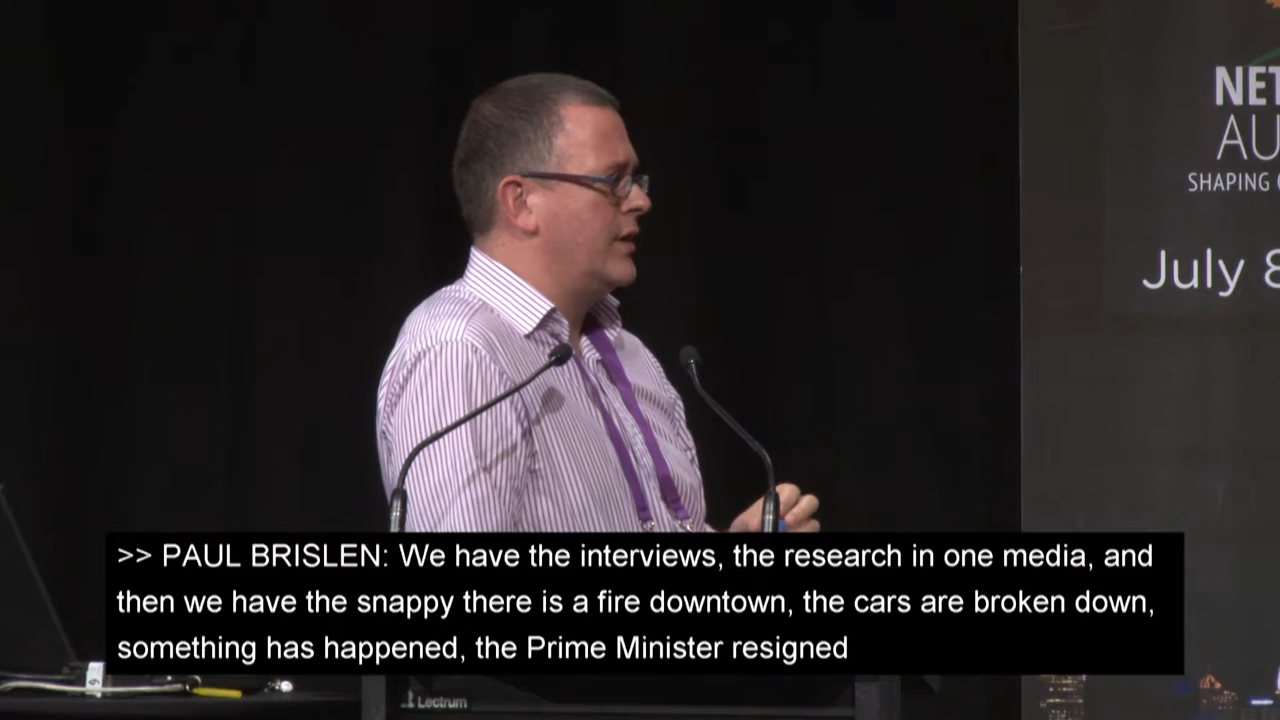 NET
AU
SHAPING
July 8
>> PAUL BRISLEN: We have the interviews, the research in one media, and
then we have the snappy there is a fire downtown, the cars are broken down,
something has happened, the Prime Minister resigned
Lectrum